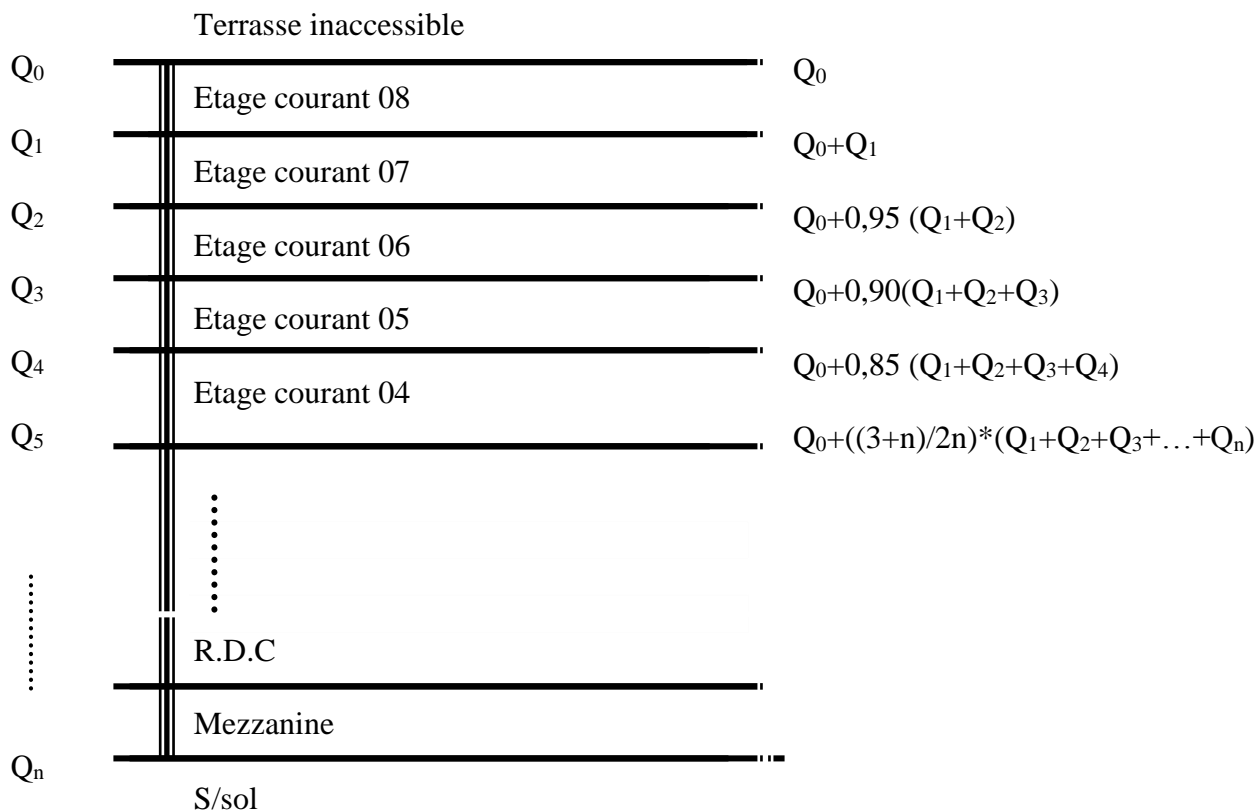 Terrasse inaccessible
Q₀ Q₀
Etage courant 08
Q₁ Q₀+Q₁
Etage courant 07
Q₂ Q₀+0,95 (Q₁+Q₂)
Etage courant 06
Q₃ Q₀+0,90(Q₁+Q₂+Q₃)
Etage courant 05
Q₄ Q₀+0,85 (Q₁+Q₂+Q₃+Q₄)
Etage courant 04
Q₅ Q₀+((3+n)/2n)*(Q₁+Q₂+Q₃+…+Qₙ)
R.D.C
Mezzanine
Qₙ
S/sol